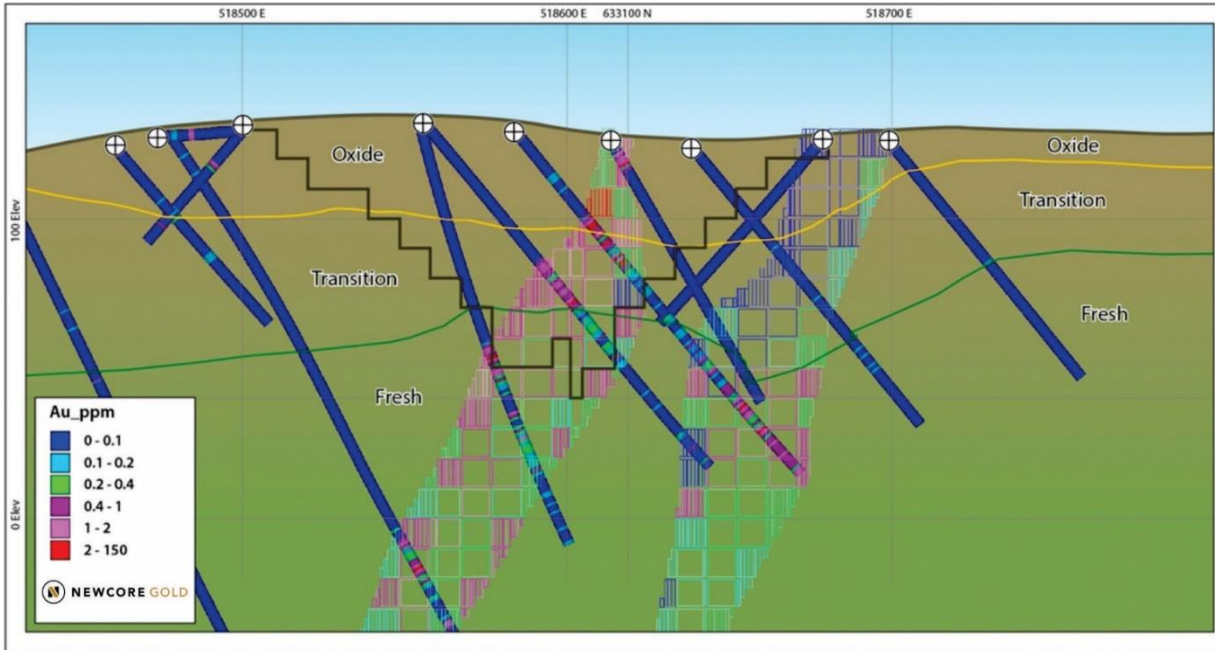 518500 E
518600 E
633100 N
518700 E
Oxide
Oxide
Transition
100 Elev
Transition
Fresh
Fresh
0 Elev
Au_ppm
0 - 0.1
0.1 - 0.2
0.2 - 0.4
0.4 - 1
1 - 2
2 - 150
NEWCORE GOLD